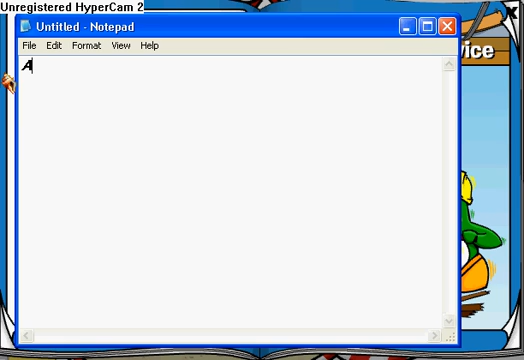 Unregistered HyperCam 2
Untitled - Notepad
File Edit Format View Help
A
vice